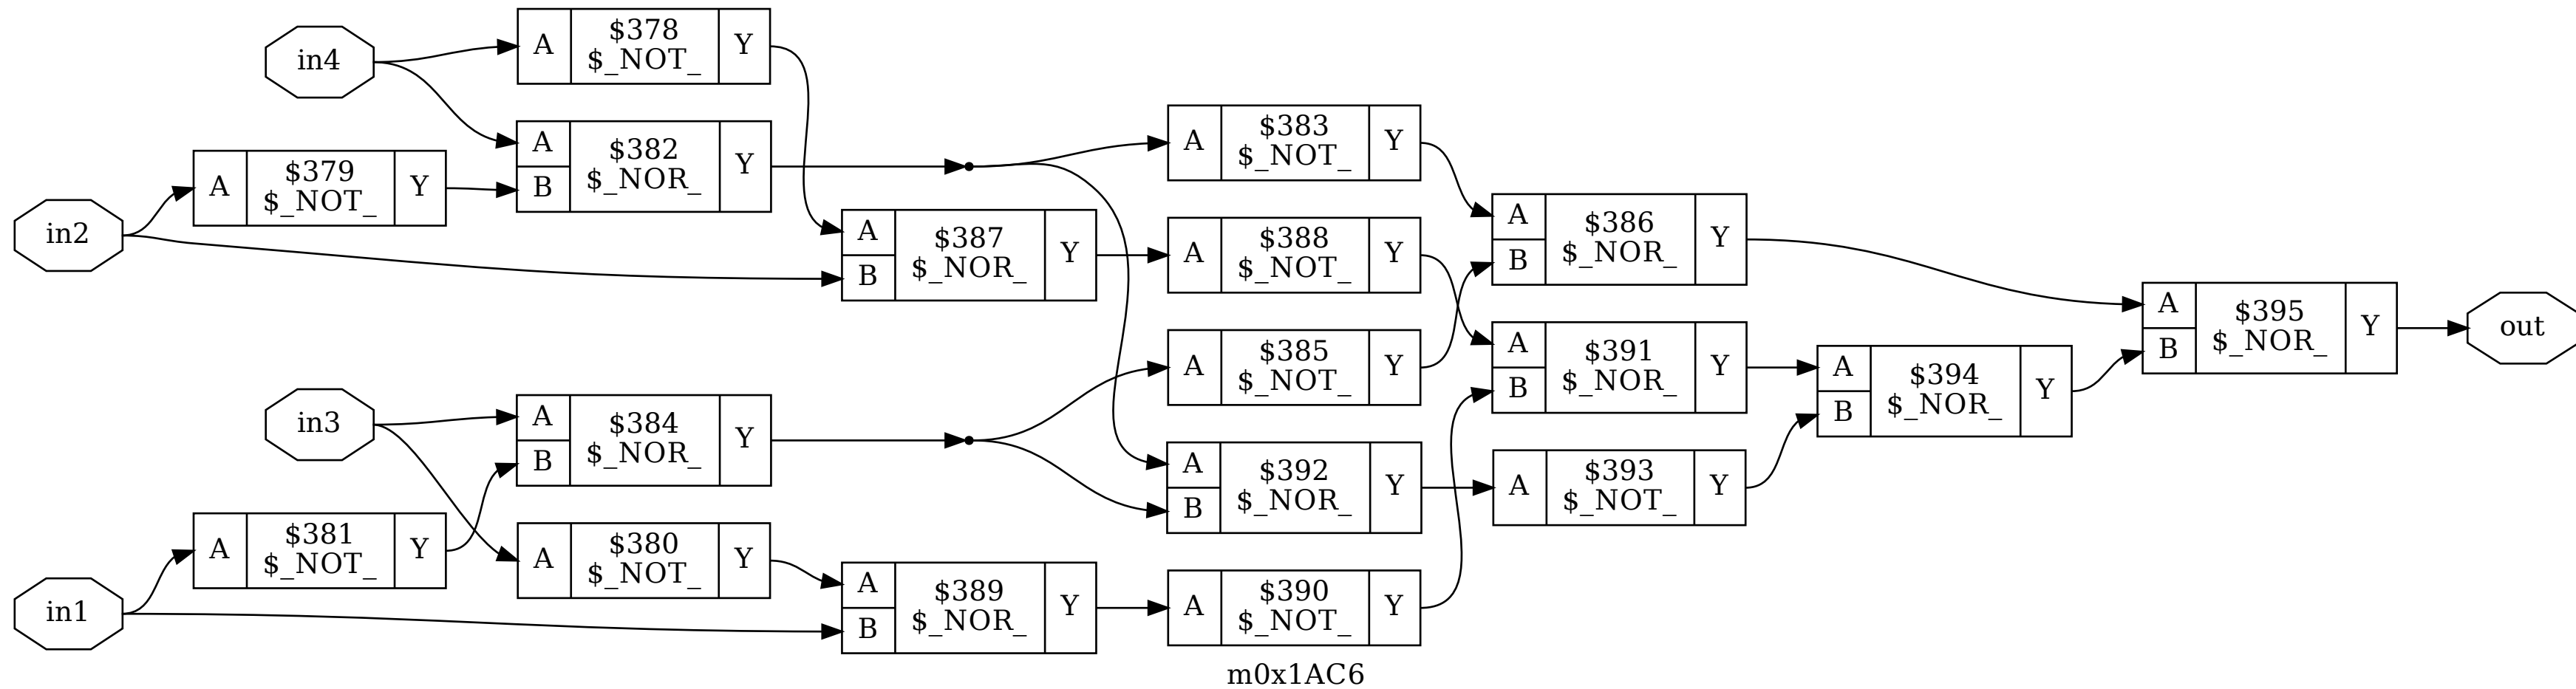 in4
A $378 $_NOT_ Y
A B $382 $_NOR_ Y
in2
A $379 $_NOT_ Y
A B $387 $_NOR_ Y
A $383 $_NOT_ Y
A $388 $_NOT_ Y
A B $386 $_NOR_ Y
A $385 $_NOT_ Y
A B $391 $_NOR_ Y
A B $395 $_NOR_ Y
out
A B $394 $_NOR_ Y
in3
A B $384 $_NOR_ Y
A B $392 $_NOR_ Y
A $393 $_NOT_ Y
in1
A $381 $_NOT_ Y
A $380 $_NOT_ Y
A B $389 $_NOR_ Y
A $390 $_NOT_ Y
m0x1AC6